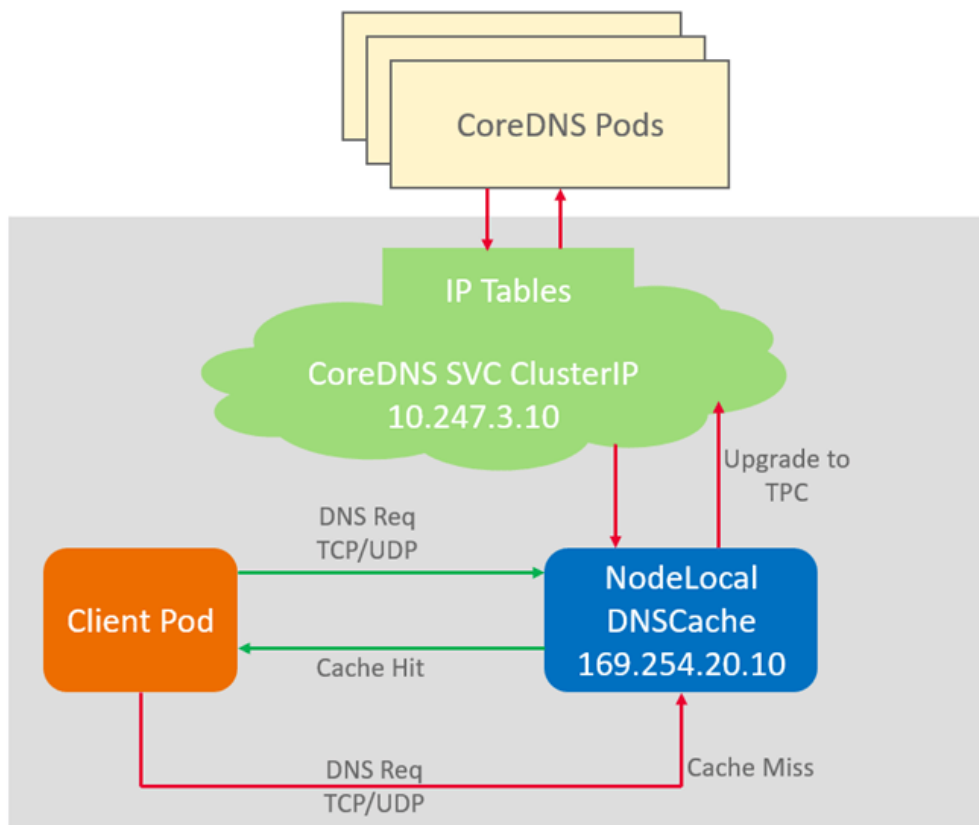 CoreDNS Pods
IP Tables
CoreDNS SVC ClusterIP
10.247.3.10
Upgrade to
TPC
DNS Req
TCP/UDP
Client Pod
NodeLocal
DNSCache
169.254.20.10
Cache Hit
DNS Req
TCP/UDP
Cache Miss